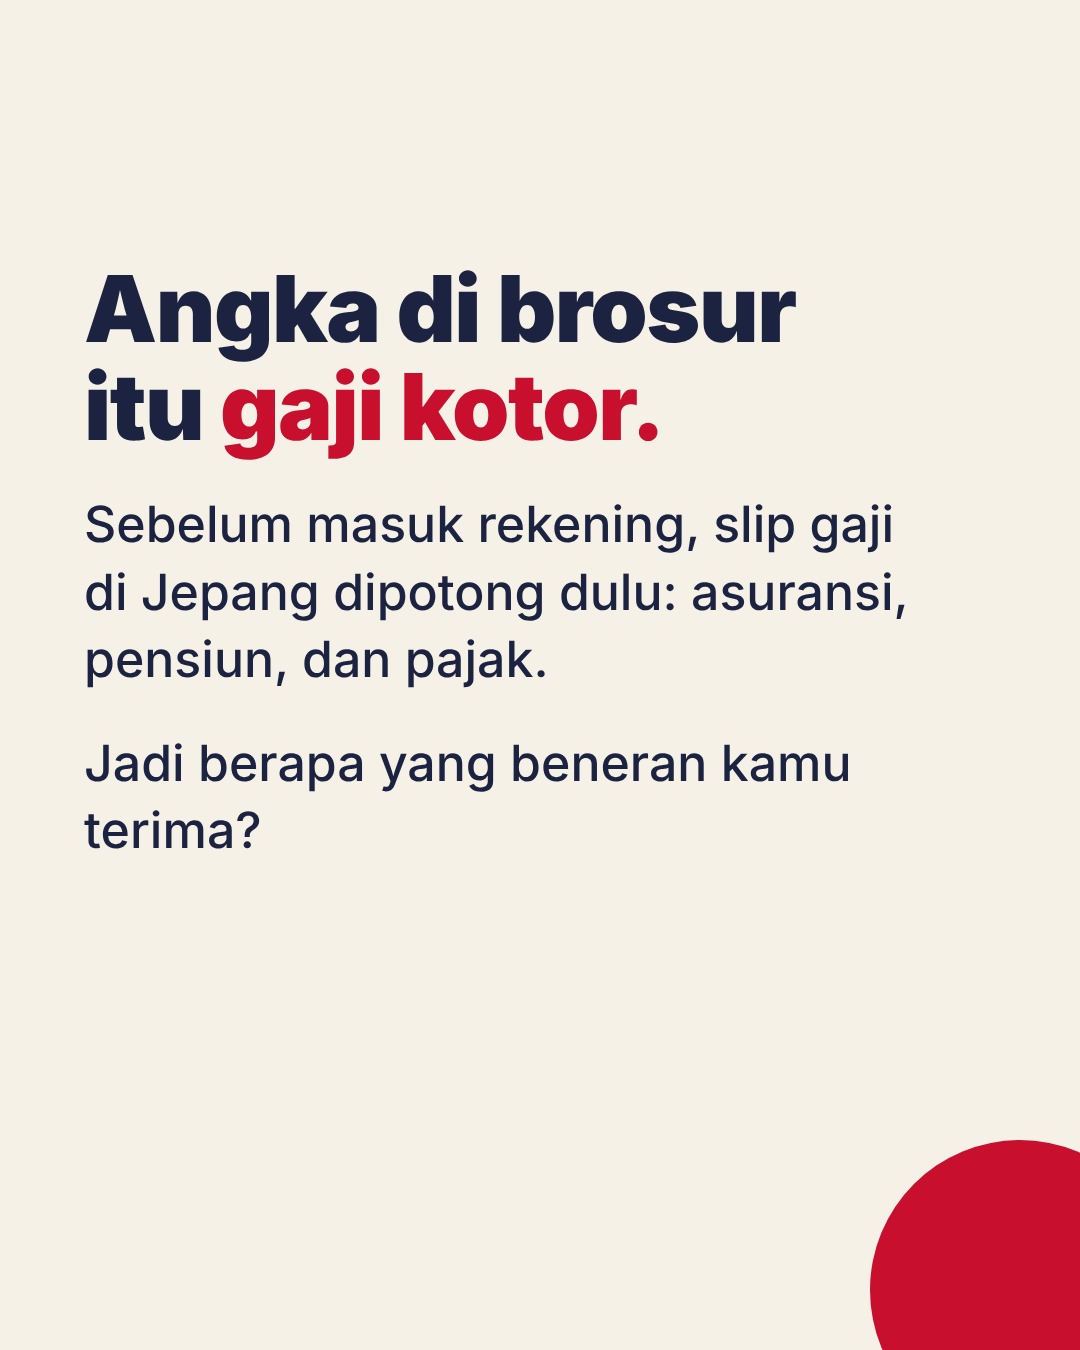 Angka di brosur
itu gaji kotor.
Sebelum masuk rekening, slip gaji
di Jepang dipotong dulu: asuransi,
pensiun, dan pajak.
Jadi berapa yang beneran kamu
terima?